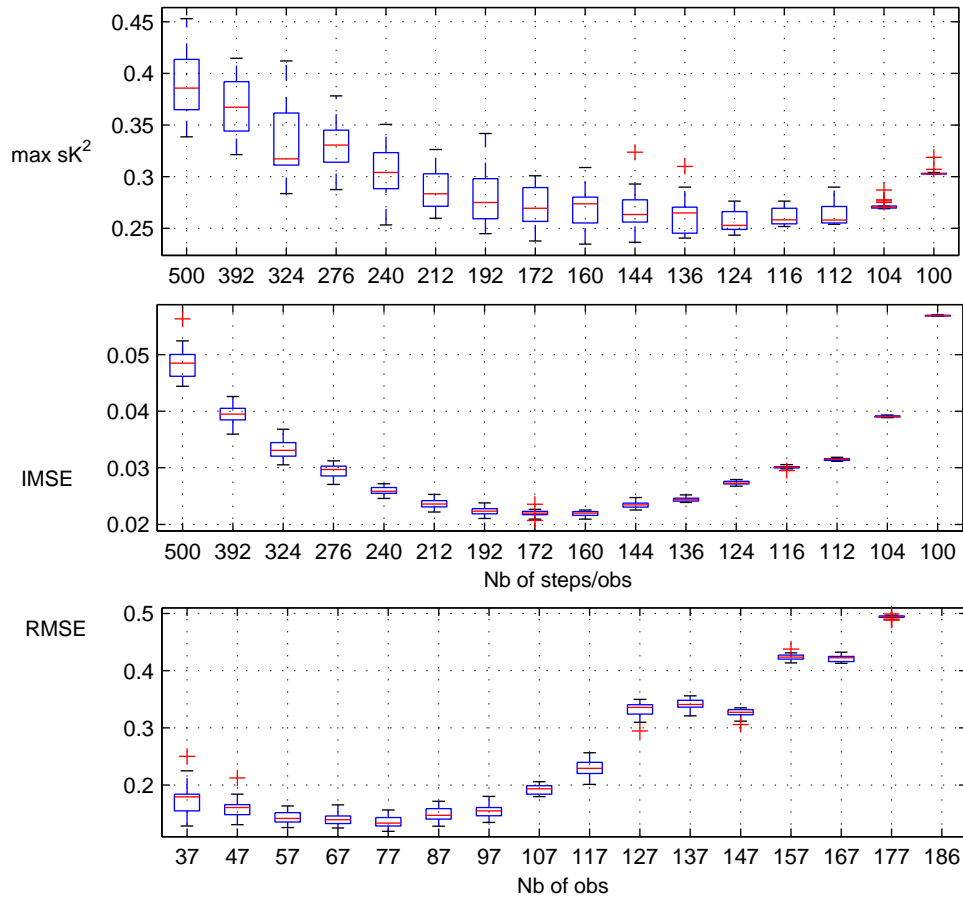 0.45
0.4
0.35
max sK²
0.3
0.25
500 392 324 276 240 212 192 172 160 144 136 124 116 112 104 100
0.05
0.04
0.03
IMSE
0.02
500 392 324 276 240 212 192 172 160 144 136 124 116 112 104 100
Nb of steps/obs
RMSE
0.5
0.4
0.3
0.2
37 47 57 67 77 87 97 107 117 127 137 147 157 167 177 186
Nb of obs